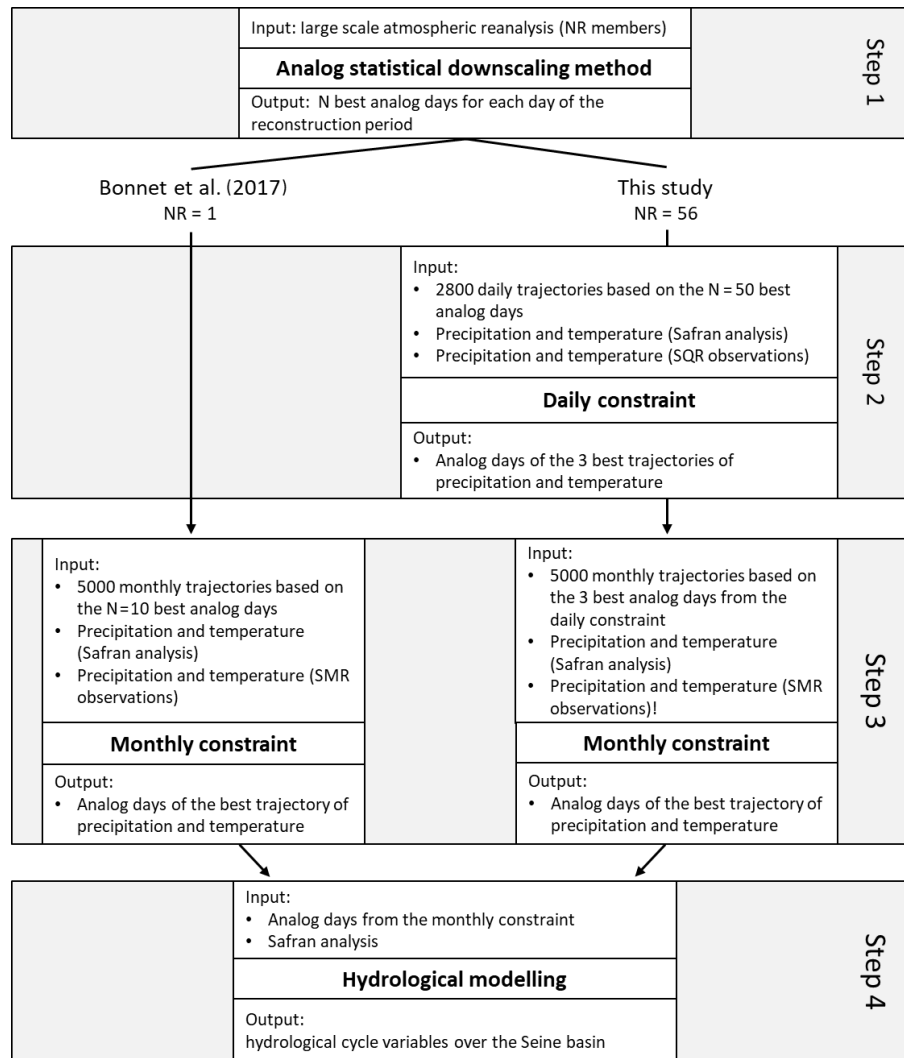 Input: large scale atmospheric reanalysis (NR members)
Analog statistical downscaling method
Output: N best analog days for each day of the
reconstruction period
Step 1
Bonnet et al. (2017)
NR = 1
This study
NR = 56
Input:
• 2800 daily trajectories based on the N = 50 best
analog days
• Precipitation and temperature (Safran analysis)
• Precipitation and temperature (SQR observations)
Daily constraint
Output:
• Analog days of the 3 best trajectories of
precipitation and temperature
Step 2
Input:
• 5000 monthly trajectories based on
the N = 10 best analog days
• Precipitation and temperature
(Safran analysis)
• Precipitation and temperature (SMR
observations)
Monthly constraint
Output:
• Analog days of the best trajectory of
precipitation and temperature
Input:
• 5000 monthly trajectories based on
the 3 best analog days from the
daily constraint
• Precipitation and temperature
(Safran analysis)
• Precipitation and temperature (SMR
observations)!
Monthly constraint
Output:
• Analog days of the best trajectory of
precipitation and temperature
Step 3
Input:
• Analog days from the monthly constraint
• Safran analysis
Hydrological modelling
Output:
hydrological cycle variables over the Seine basin
Step 4